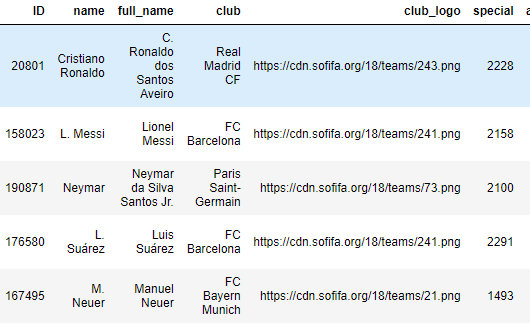 ID name full_name club club_logo special
20801 Cristiano Ronaldo C. Ronaldo dos Santos Aveiro Real Madrid CF https://cdn.sofifa.org/18/teams/243.png 2228
158023 L. Messi Lionel Messi FC Barcelona https://cdn.sofifa.org/18/teams/241.png 2158
190871 Neymar Neymar da Silva Santos Jr. Paris Saint-Germain https://cdn.sofifa.org/18/teams/73.png 2100
176580 L. Suárez Luis Suárez FC Barcelona https://cdn.sofifa.org/18/teams/241.png 2291
167495 M. Neuer Manuel Neuer FC Bayern Munich https://cdn.sofifa.org/18/teams/21.png 1493